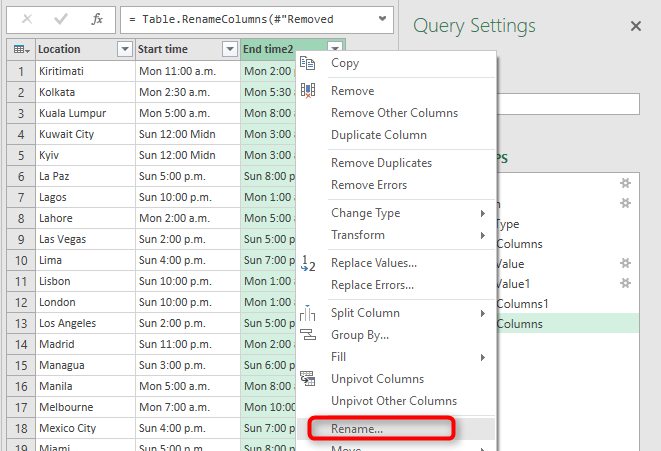 fx = Table.RenameColumns(#"Removed
Query Settings
Location Start time End time2
1 Kiritimati Mon 11:00 a.m. Mon 2:00
2 Kolkata Mon 2:30 a.m. Mon 5:30
3 Kuala Lumpur Mon 5:00 a.m. Mon 8:00
4 Kuwait City Sun 12:00 Midn Mon 3:00
5 Kyiv Sun 12:00 Midn Mon 3:00
6 La Paz Sun 5:00 p.m. Sun 8:00 p
7 Lagos Sun 10:00 p.m. Mon 1:00
8 Lahore Mon 2:00 a.m. Mon 5:00
9 Las Vegas Sun 2:00 p.m. Sun 5:00 p
10 Lima Sun 4:00 p.m. Sun 7:00 p
11 Lisbon Sun 10:00 p.m. Mon 1:00
12 London Sun 10:00 p.m. Mon 1:00
13 Los Angeles Sun 2:00 p.m. Sun 5:00 p
14 Madrid Sun 11:00 p.m. Mon 2:00
15 Managua Sun 3:00 p.m. Sun 6:00 p
16 Manila Mon 5:00 a.m. Mon 8:00
17 Melbourne Mon 7:00 a.m. Mon 10:00
18 Mexico City Sun 4:00 p.m. Sun 7:00 p
19 Miami Sun 5:00 p.m. Sun 8:00 p
Copy
Remove
Remove Other Columns
Duplicate Column
Remove Duplicates
Remove Errors
Change Type
Transform
Replace Values...
1
2
Replace Errors...
Split Column
Group By...
Fill
Unpivot Columns
Unpivot Other Columns
Rename...
Move
PS
n
Type
Columns
Value
Value1
Columns1
Columns